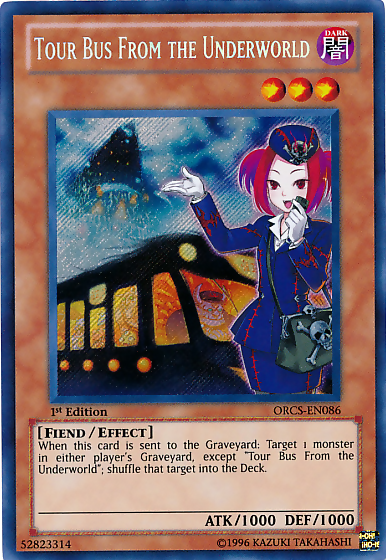 TOUR BUS FROM THE UNDERWORLD
DARK
闇
1st Edition
ORCS-EN086
[FIEND / EFFECT]
When this card is sent to the Graveyard: Target 1 monster
in either player's Graveyard, except "Tour Bus From the
Underworld"; shuffle that target into the Deck.
ATK/1000 DEF/1000
52823314
©1996 KAZUKI TAKAHASHI